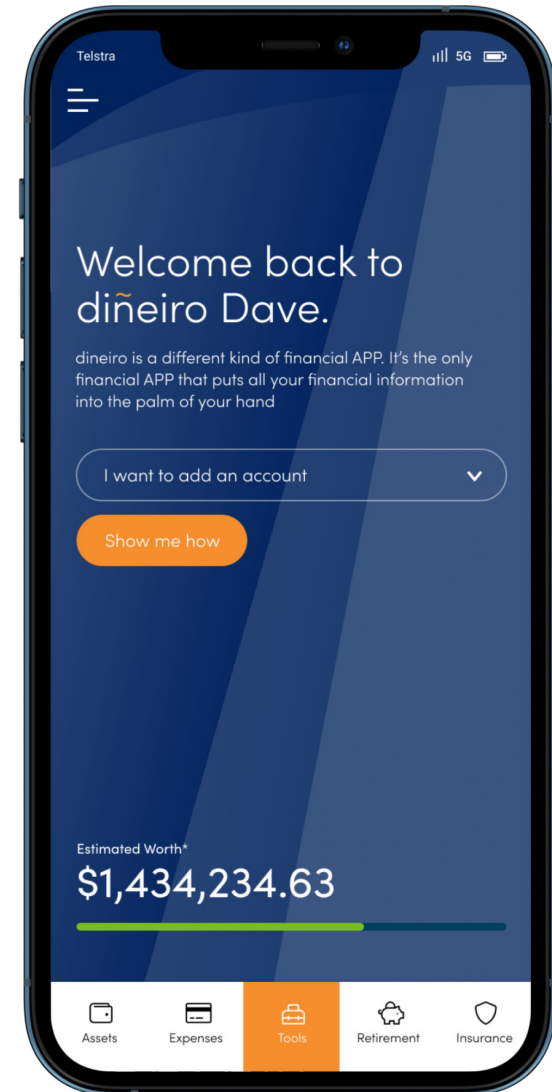 Telstra
5G
Welcome back to
diñeiro Dave.
dineiro is a different kind of financial APP. It's the only
financial APP that puts all your financial information
into the palm of your hand
I want to add an account
Show me how
Estimated Worth*
$1,434,234.63
Assets
Expenses
Tools
Retirement
Insurance